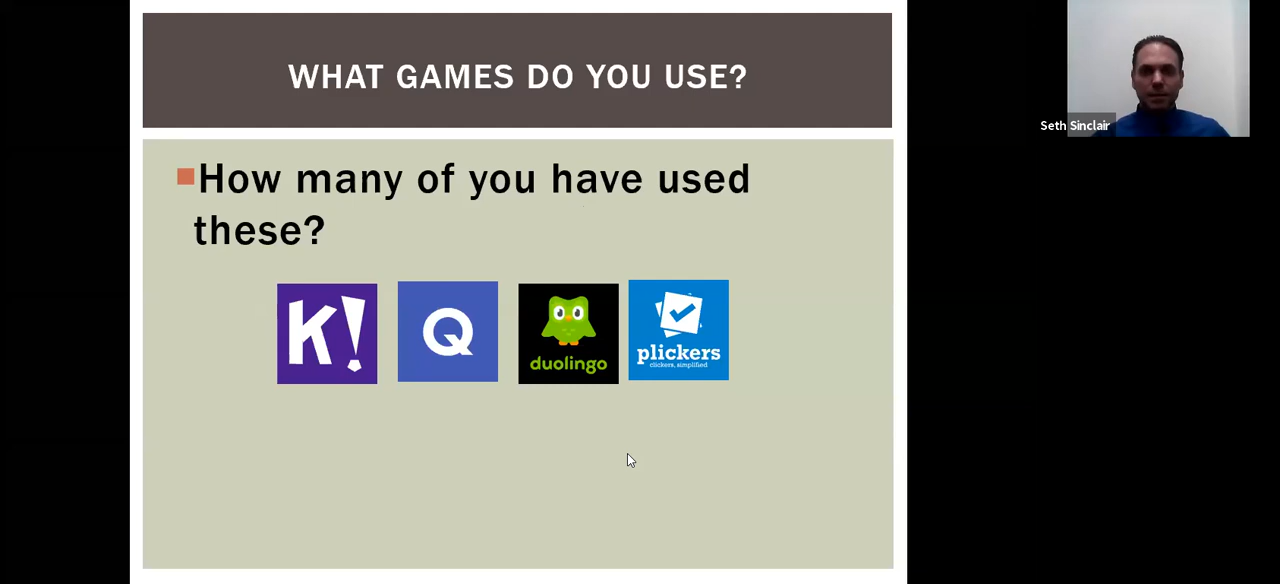 WHAT GAMES DO YOU USE?
How many of you have used
these?
K!
Q
duolingo
plickers
clickers, simplified
Seth Sinclair